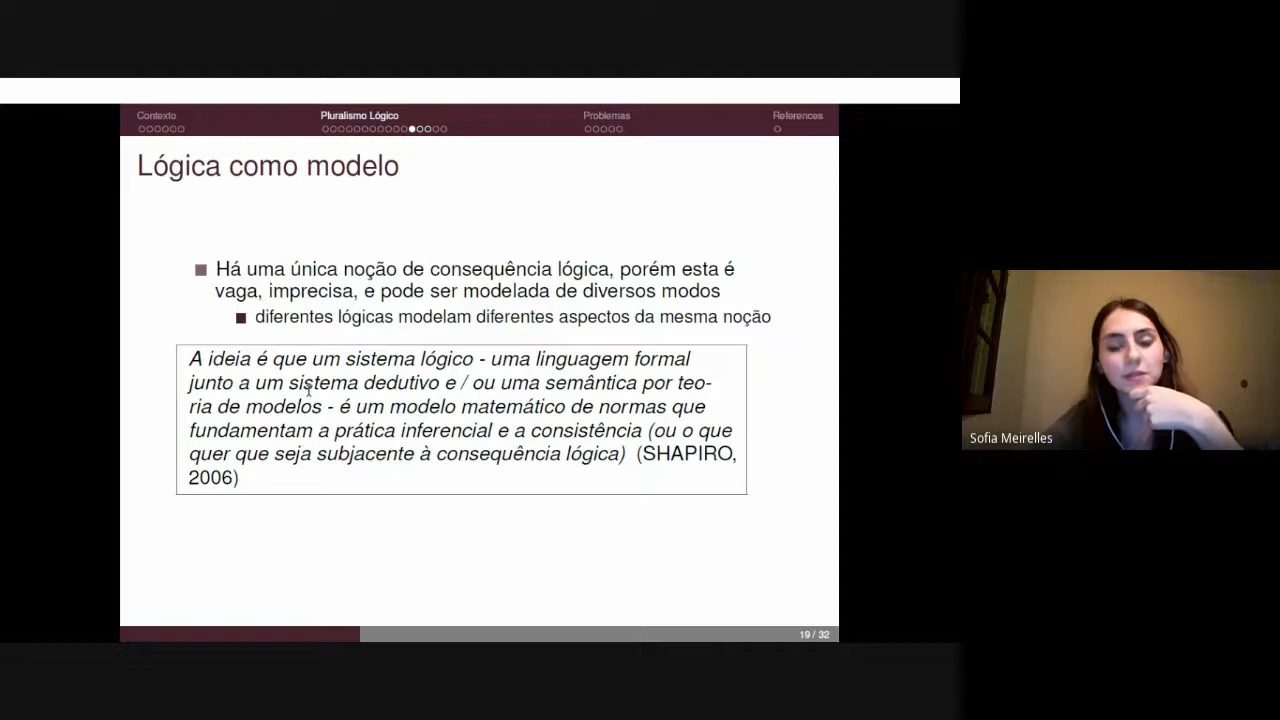 Contexto
Pluralismo Lógico
Problemas
References
Lógica como modelo
Há uma única noção de consequência lógica, porém esta é
vaga, imprecisa, e pode ser modelada de diversos modos
diferentes lógicas modelam diferentes aspectos da mesma noção
A ideia é que um sistema lógico - uma linguagem formal
junto a um sistema dedutivo e / ou uma semântica por teo-
ria de modelos - é um modelo matemático de normas que
fundamentam a prática inferencial e a consistência (ou o que
quer que seja subjacente à consequência lógica) (SHAPIRO,
2006)
19 / 32
Sofia Meirelles